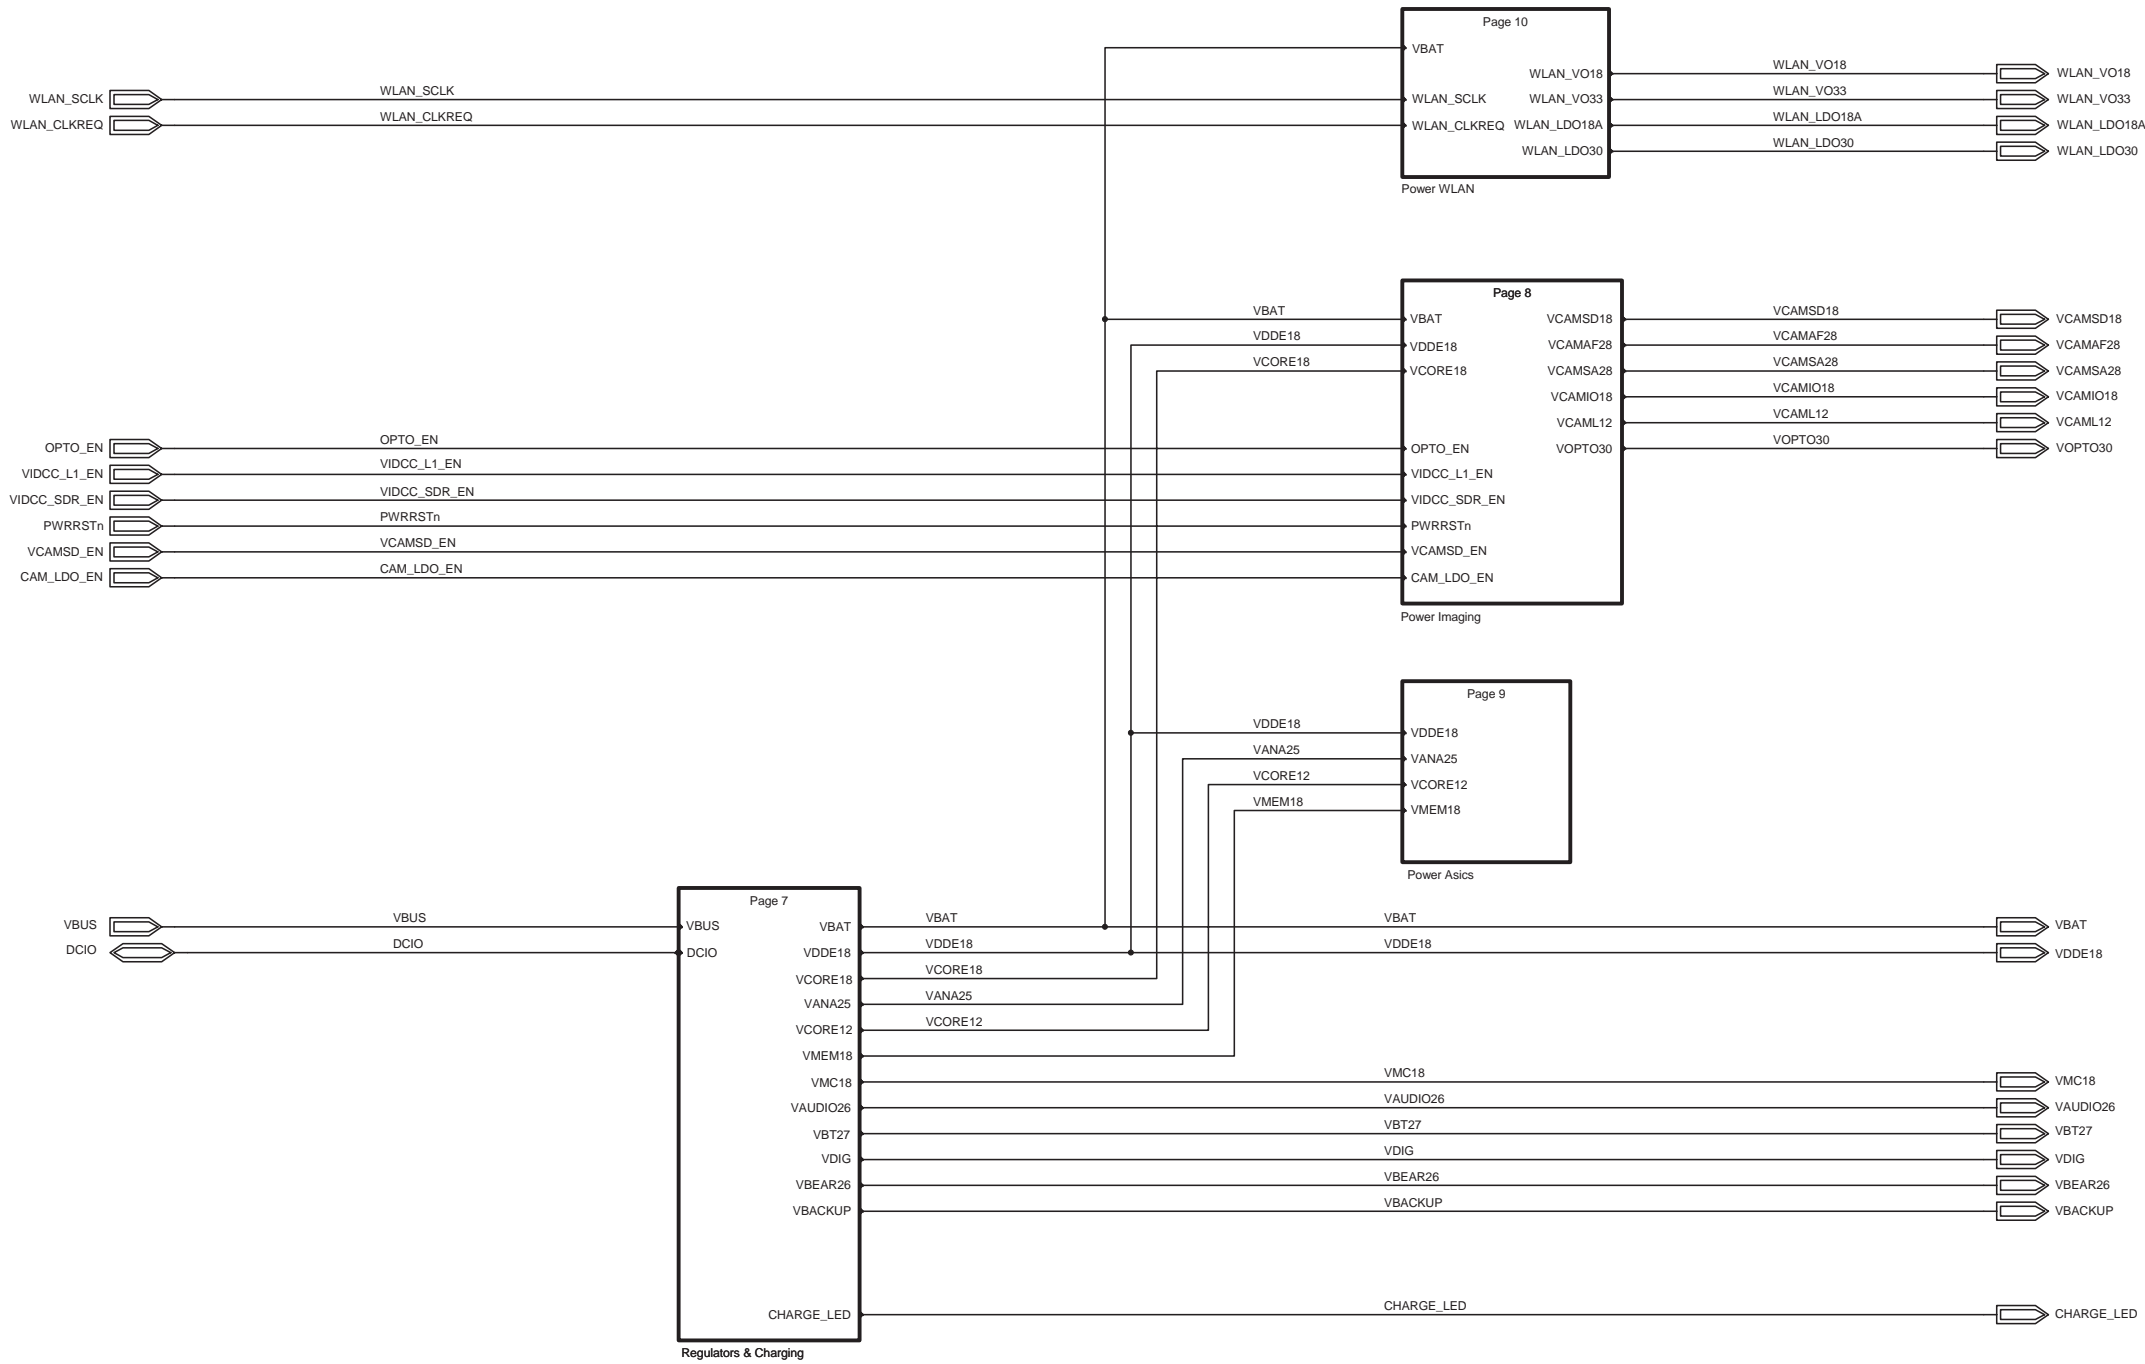 Page 10
VBAT
WLAN_VO18
WLAN_VO18
WLAN_VO18
WLAN_SCLK
WLAN_SCLK
WLAN_SCLK
WLAN_VO33
WLAN_VO33
WLAN_VO33
WLAN_CLKREQ
WLAN_CLKREQ
WLAN_CLKREQ
WLAN_LDO18A
WLAN_LDO18A
WLAN_LDO18A
WLAN_LDO30
WLAN_LDO30
WLAN_LDO30
Power WLAN
Page 8
VBAT
VBAT
VCAMSD18
VCAMSD18
VCAMSD18
VDDE18
VDDE18
VCAMAF28
VCAMAF28
VCAMAF28
VCORE18
VCORE18
VCAMSA28
VCAMSA28
VCAMSA28
VCAMIO18
VCAMIO18
VCAMIO18
VCAML12
VCAML12
VCAML12
OPTO_EN
OPTO_EN
OPTO_EN
VOPTO30
VOPTO30
VOPTO30
VIDCC_L1_EN
VIDCC_L1_EN
VIDCC_L1_EN
VIDCC_SDR_EN
VIDCC_SDR_EN
VIDCC_SDR_EN
PWRRSTn
PWRRSTn
PWRRSTn
VCAMSD_EN
VCAMSD_EN
VCAMSD_EN
CAM_LDO_EN
CAM_LDO_EN
CAM_LDO_EN
Power Imaging
Page 9
VDDE18
VDDE18
VANA25
VANA25
VCORE12
VCORE12
VMEM18
VMEM18
Power Asics
Page 7
VBUS
VBUS
VBUS
VBAT
VBAT
VBAT
VBAT
DCIO
DCIO
DCIO
VDDE18
VDDE18
VDDE18
VDDE18
VCORE18
VCORE18
VANA25
VANA25
VCORE12
VCORE12
VMEM18
VMC18
VMC18
VMC18
VAUDIO26
VAUDIO26
VAUDIO26
VBT27
VBT27
VBT27
VDIG
VDIG
VDIG
VBEAR26
VBEAR26
VBEAR26
VBACKUP
VBACKUP
VBACKUP
CHARGE_LED
CHARGE_LED
CHARGE_LED
Regulators & Charging